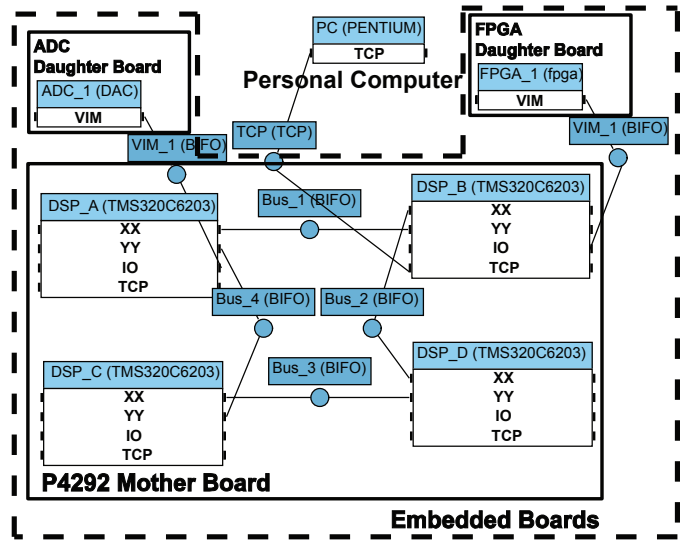 PC (PENTIUM)
TCP
Personal Computer
ADC
Daughter Board
ADC_1 (DAC)
VIM
FPGA
Daughter Board
FPGA_1 (fpga)
VIM
TCP (TCP)
VIM_1 (BIFO)
VIM_1 (BIFO)
DSP_A (TMS320C6203)
XX
YY
IO
TCP
Bus_1 (BIFO)
DSP_B (TMS320C6203)
XX
YY
IO
TCP
Bus_4 (BIFO)
Bus_2 (BIFO)
DSP_C (TMS320C6203)
XX
YY
IO
TCP
Bus_3 (BIFO)
DSP_D (TMS320C6203)
XX
YY
IO
TCP
P4292 Mother Board
Embedded Boards